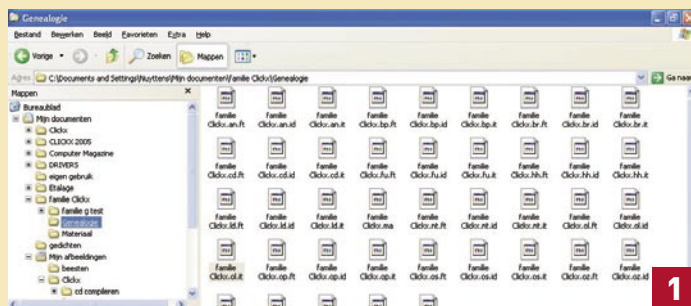 Genealogie
Bestand Bewerken Beeld Favorieten Extra Help
Vorige Zoeken Mappen
Adres C:\Documents and Settings\Nuyttens\Mijn documenten\familie Clickx\Genealogie Ga naar
Mappen
Bureaublad
Mijn documenten
Clickx
CLICKX 2005
Computer Magazine
DRIVERS
eigen gebruik
Etalage
familie Clickx
familie g test
Genealogie
Materiaal
gedichten
Mijn afbeeldingen
beesten
Clickx
cd compileren
familie Clickx.an.ft familie Clickx.an.id familie Clickx.an.it familie Clickx.bp.ft familie Clickx.bp.id familie Clickx.bp.it familie Clickx.br.ft familie Clickx.br.id familie Clickx.br.it
familie Clickx.cd.ft familie Clickx.cd.id familie Clickx.cd.it familie Clickx.fu.ft familie Clickx.fu.id familie Clickx.fu.it familie Clickx.hh.ft familie Clickx.hh.id familie Clickx.hh.it
familie Clickx.ld.ft familie Clickx.ld.id familie Clickx.ld.it familie Clickx.ma familie Clickx.nt.ft familie Clickx.nt.id familie Clickx.nt.it familie Clickx.ol.ft familie Clickx.ol.id
familie Clickx.ol.it familie Clickx.op.ft familie Clickx.op.id familie Clickx.op.it familie Clickx.os.ft familie Clickx.os.id familie Clickx.os.it familie Clickx.oz.ft familie Clickx.oz.id
1